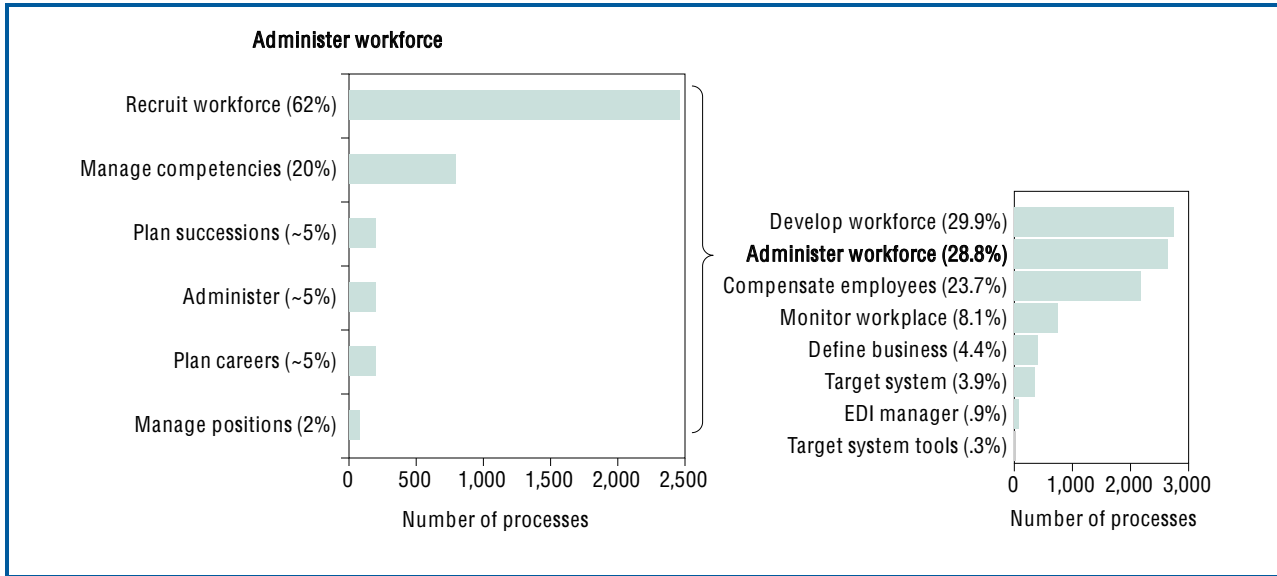 Administer workforce
Recruit workforce (62%)
Manage competencies (20%)
Plan successions (~5%)
Administer (~5%)
Plan careers (~5%)
Manage positions (2%)
0 500 1,000 1,500 2,000 2,500
Number of processes
Develop workforce (29.9%)
Administer workforce (28.8%)
Compensate employees (23.7%)
Monitor workplace (8.1%)
Define business (4.4%)
Target system (3.9%)
EDI manager (.9%)
Target system tools (.3%)
0 1,000 2,000 3,000
Number of processes